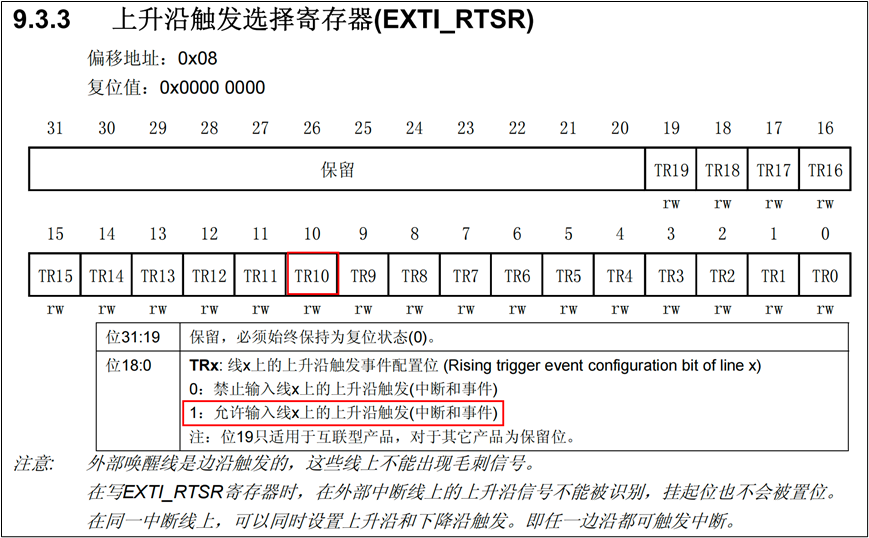 9.3.3 上升沿触发选择寄存器(EXTI_RTSR)
偏移地址：0x08
复位值：0x0000 0000
31 30 29 28 27 26 25 24 23 22 21 20 19 18 17 16
保留 TR19 TR18 TR17 TR16
rw rw rw rw
15 14 13 12 11 10 9 8 7 6 5 4 3 2 1 0
TR15 TR14 TR13 TR12 TR11 TR10 TR9 TR8 TR7 TR6 TR5 TR4 TR3 TR2 TR1 TR0
rw rw rw rw rw rw rw rw rw rw rw rw rw rw rw rw
位31:19 保留，必须始终保持为复位状态(0)。
位18:0 TRx: 线x上的上升沿触发事件配置位 (Rising trigger event configuration bit of line x)
0：禁止输入线x上的上升沿触发(中断和事件)
1：允许输入线x上的上升沿触发(中断和事件)
注：位19只适用于互联型产品，对于其它产品为保留位。
注意: 外部唤醒线是边沿触发的，这些线上不能出现毛刺信号。
在写EXTI_RTSR寄存器时，在外部中断线上的上升沿信号不能被识别，挂起位也不会被置位。
在同一中断线上，可以同时设置上升沿和下降沿触发。即任一边沿都可触发中断。